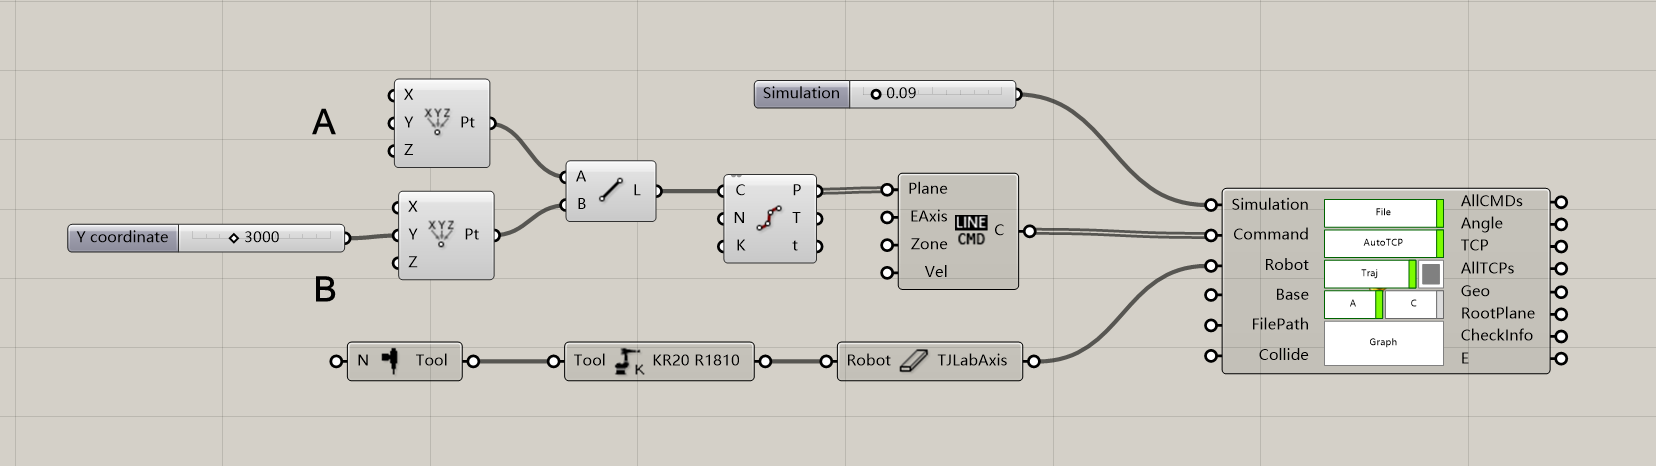 A
X
Y
Z
XYZ
Pt
Simulation
0.09
Y coordinate
3000
X
Y
Z
XYZ
Pt
B
A
B
L
C
N
K
P
T
t
Plane
EAxis
Zone
Vel
LINE
CMD
C
N
Tool
Tool
K
KR20 R1810
Robot
TJLabAxis
Simulation
Command
Robot
Base
FilePath
Collide
File
AutoTCP
Traj
A
C
Graph
AllCMDs
Angle
TCP
AllTCPs
Geo
RootPlane
CheckInfo
E